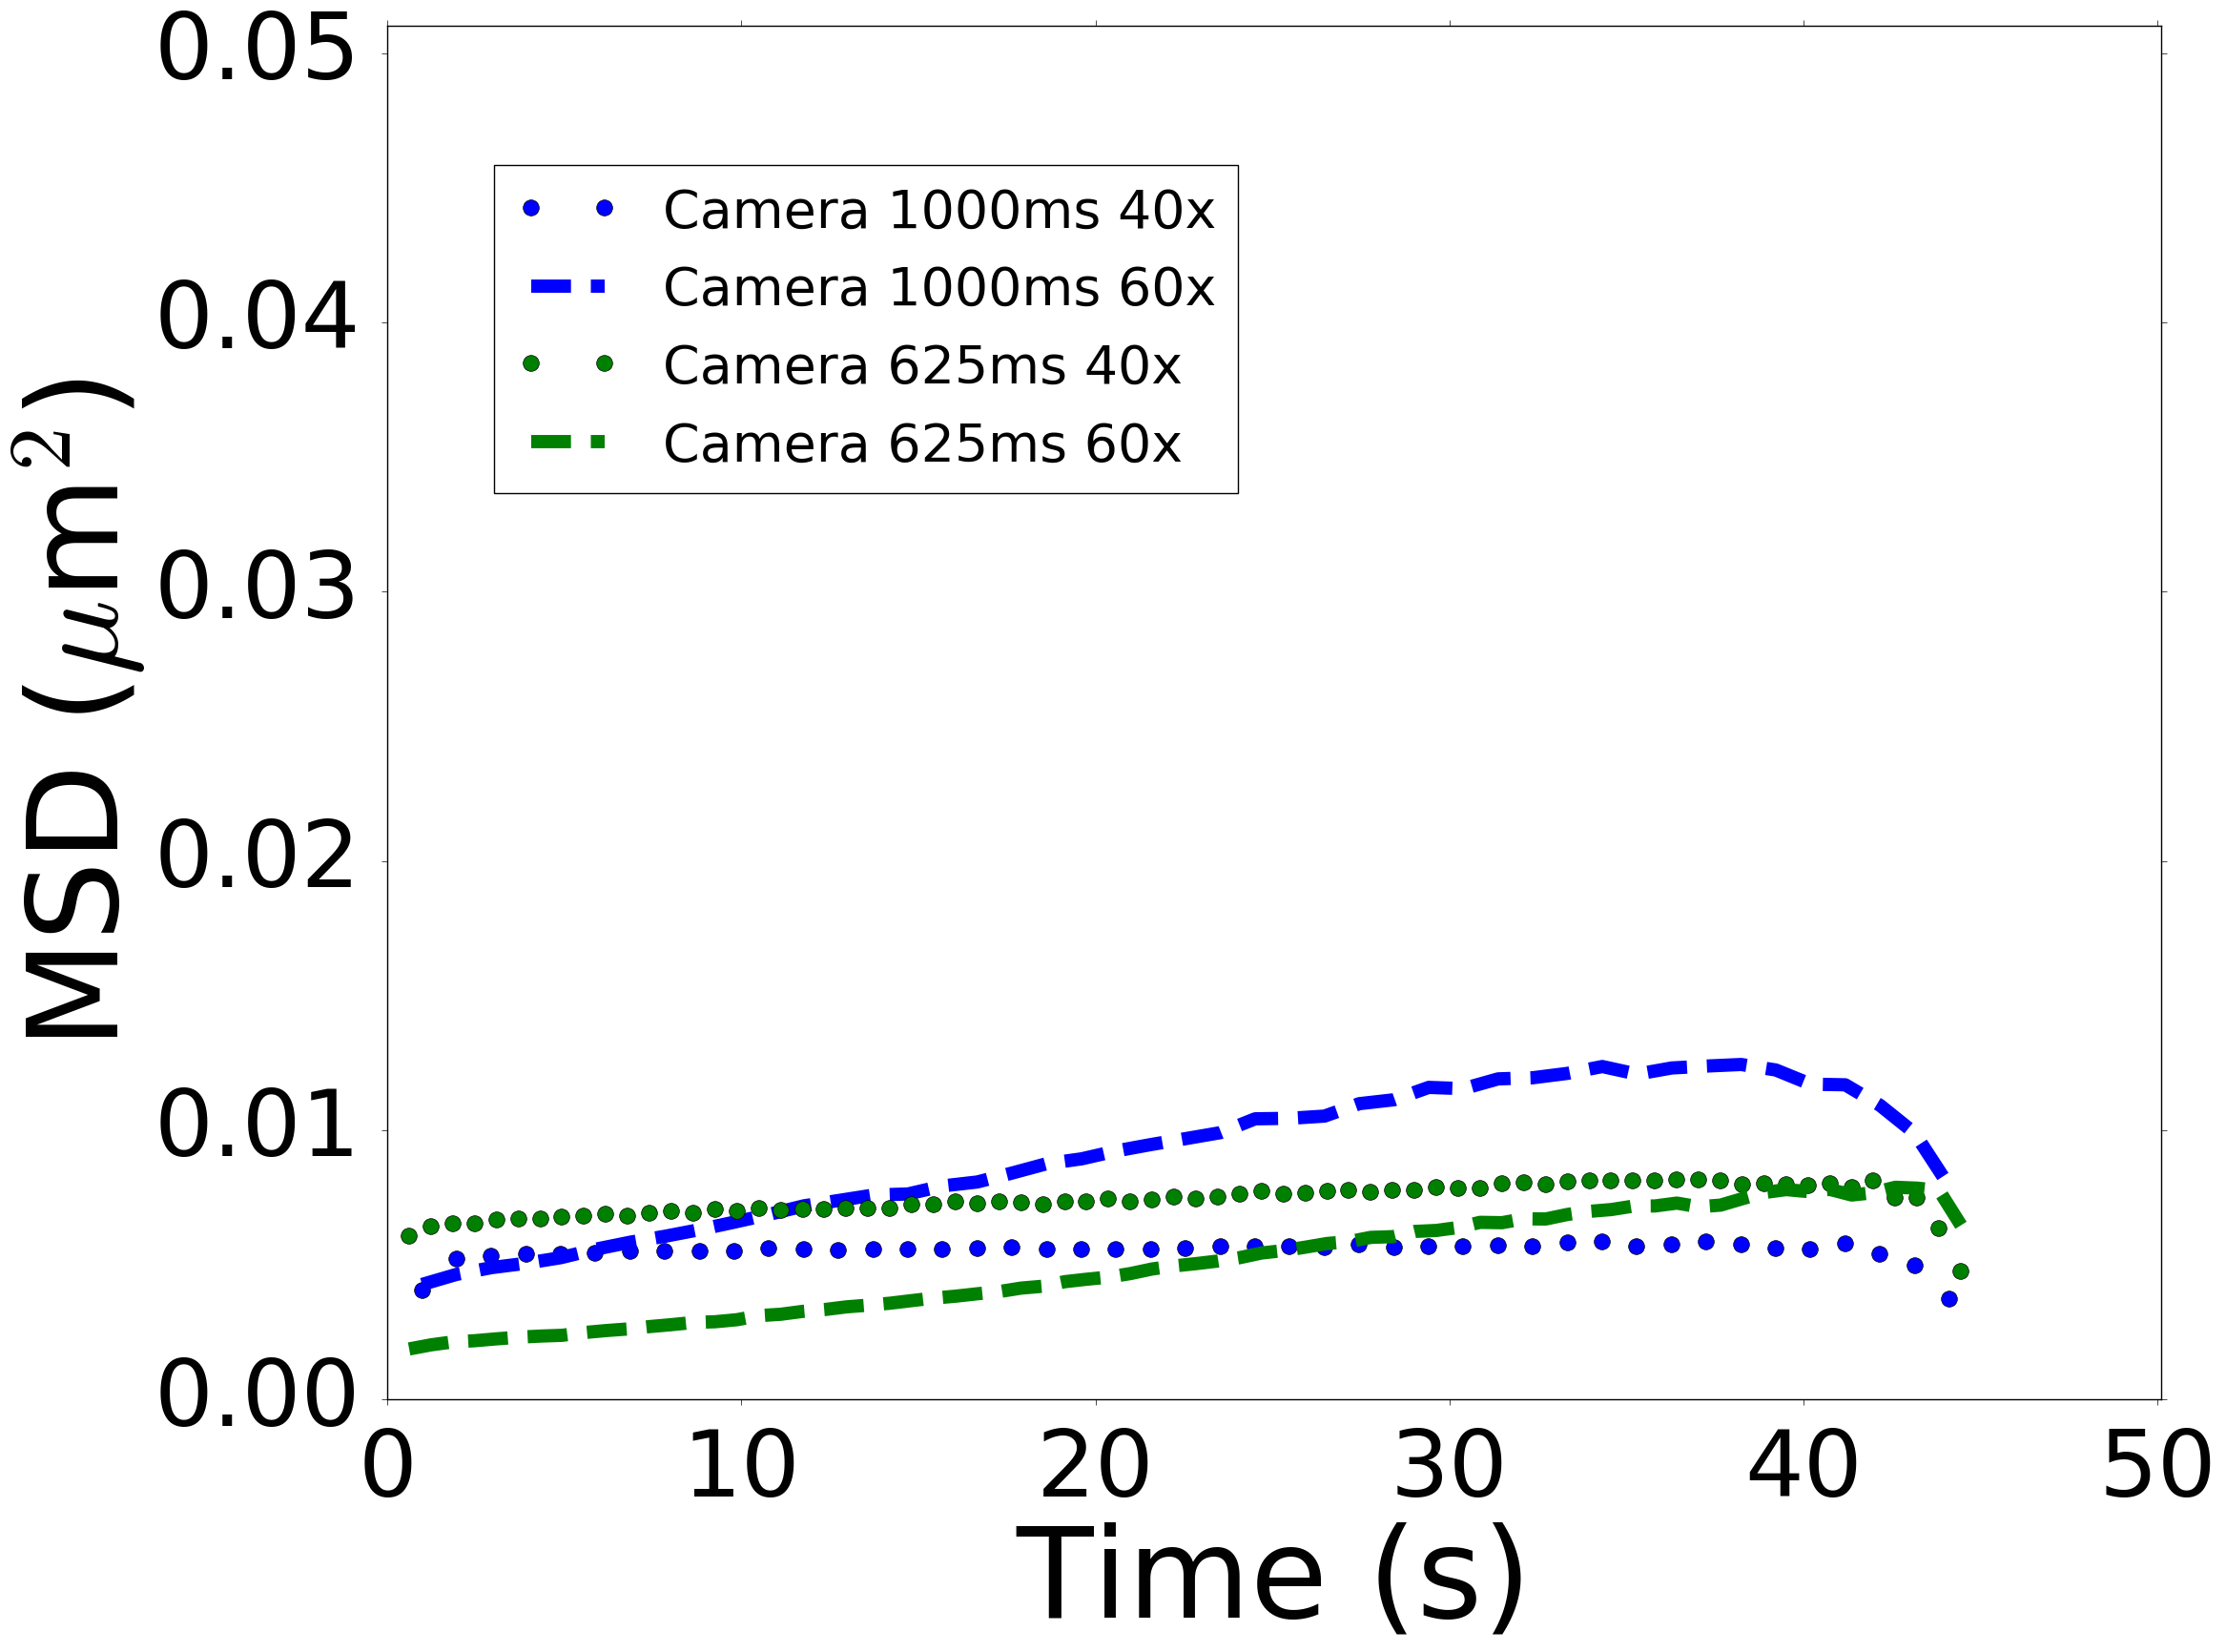 0.05
0.04
0.03
0.02
0.01
0.00
MSD (μm²)
Camera 1000ms 40x
Camera 1000ms 60x
Camera 625ms 40x
Camera 625ms 60x
0 10 20 30 40 50
Time (s)